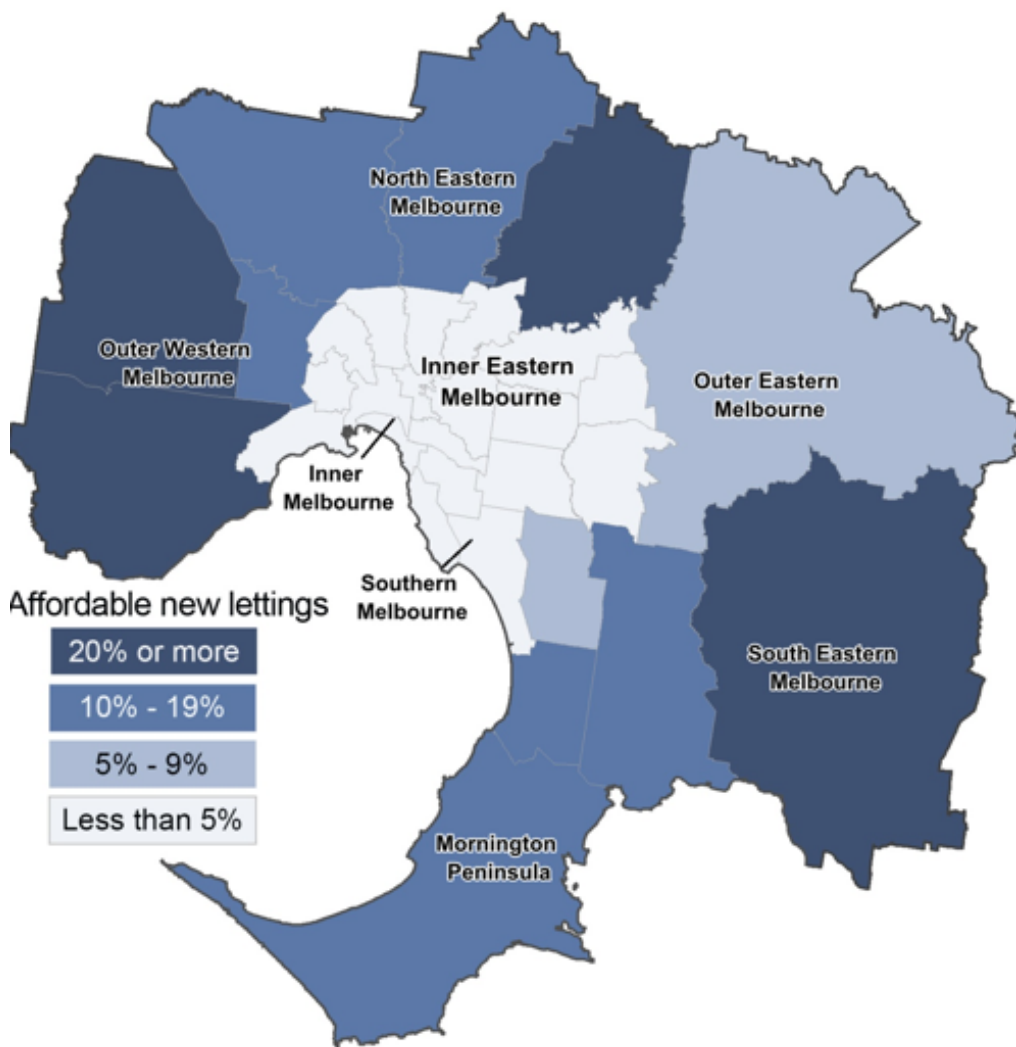 North Eastern
Melbourne
Outer Western
Melbourne
Inner Eastern
Melbourne
Outer Eastern
Melbourne
Inner
Melbourne
Southern
Melbourne
Affordable new lettings
20% or more
10% - 19%
5% - 9%
Less than 5%
South Eastern
Melbourne
Mornington
Peninsula